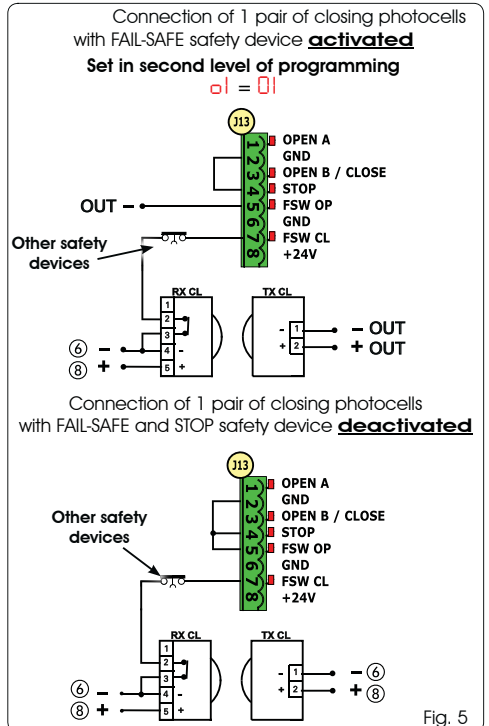 Connection of 1 pair of closing photocells
with FAIL-SAFE safety device activated
Set in second level of programming
o1 = 01
J13
1 OPEN A
2 GND
3 OPEN B / CLOSE
4 STOP
OUT – 5 FSW OP
6 GND
7 FSW CL
8 +24V
Other safety
devices
RX CL
1
2
3
⑥ – 4 -
⑧ + 5 +
TX CL
- 1 – OUT
+ 2 + OUT
Connection of 1 pair of closing photocells
with FAIL-SAFE and STOP safety device deactivated
J13
1 OPEN A
2 GND
3 OPEN B / CLOSE
4 STOP
5 FSW OP
6 GND
7 FSW CL
8 +24V
Other safety
devices
RX CL
1
2
3
⑥ – 4 -
⑧ + 5 +
TX CL
- 1 – ⑥
+ 2 + ⑧
Fig. 5